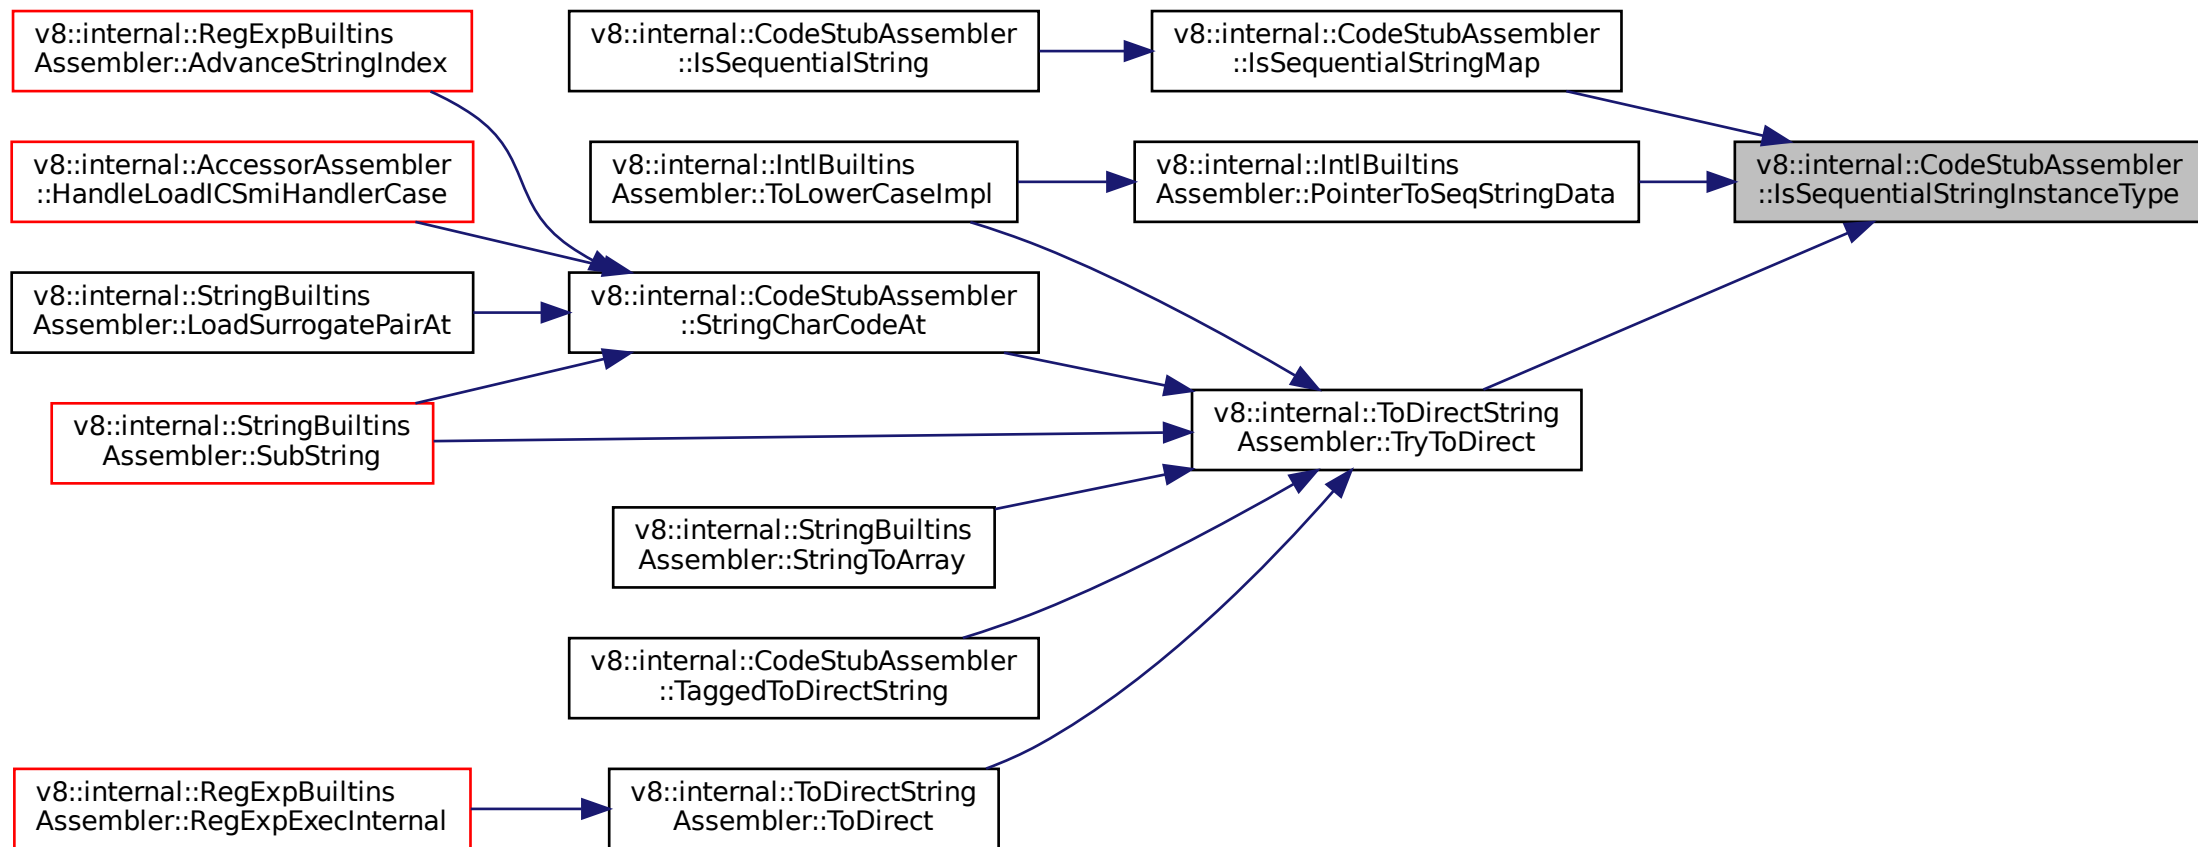 v8::internal::RegExpBuiltins
Assembler::AdvanceStringIndex
v8::internal::CodeStubAssembler
::IsSequentialString
v8::internal::CodeStubAssembler
::IsSequentialStringMap
v8::internal::AccessorAssembler
::HandleLoadICSmiHandlerCase
v8::internal::IntlBuiltins
Assembler::ToLowerCaseImpl
v8::internal::IntlBuiltins
Assembler::PointerToSeqStringData
v8::internal::CodeStubAssembler
::IsSequentialStringInstanceType
v8::internal::StringBuiltins
Assembler::LoadSurrogatePairAt
v8::internal::CodeStubAssembler
::StringCharCodeAt
v8::internal::StringBuiltins
Assembler::SubString
v8::internal::ToDirectString
Assembler::TryToDirect
v8::internal::StringBuiltins
Assembler::StringToArray
v8::internal::CodeStubAssembler
::TaggedToDirectString
v8::internal::RegExpBuiltins
Assembler::RegExpExecInternal
v8::internal::ToDirectString
Assembler::ToDirect